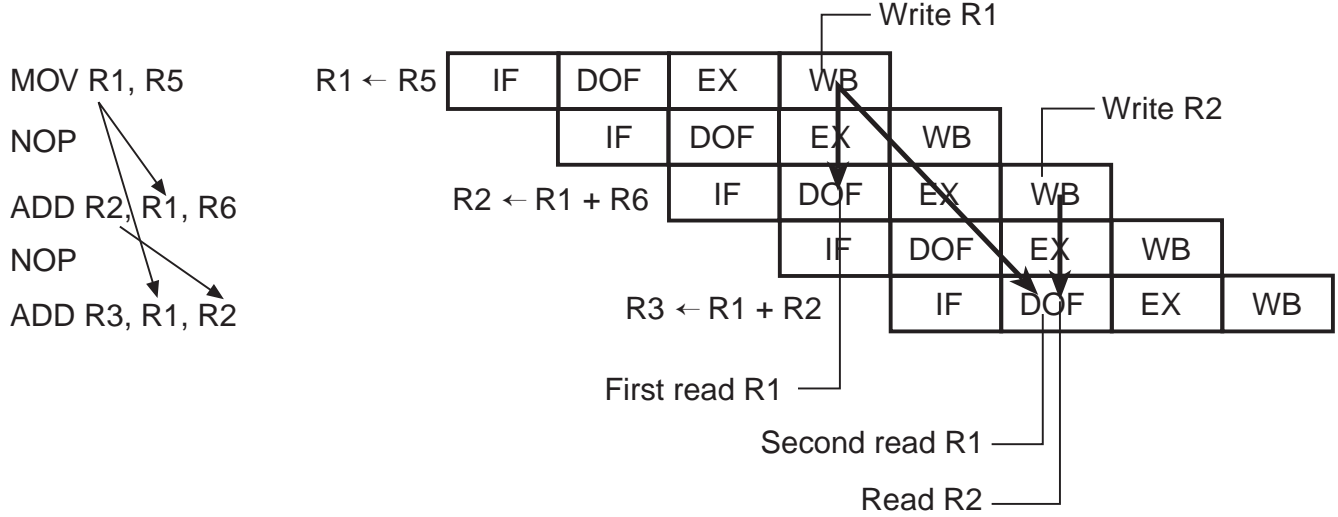 Write R1
MOV R1, R5
R1 ← R5 IF DOF EX WB
Write R2
NOP
IF DOF EX WB
ADD R2, R1, R6
R2 ← R1 + R6 IF DOF EX WB
NOP
IF DOF EX WB
ADD R3, R1, R2
R3 ← R1 + R2 IF DOF EX WB
First read R1
Second read R1
Read R2